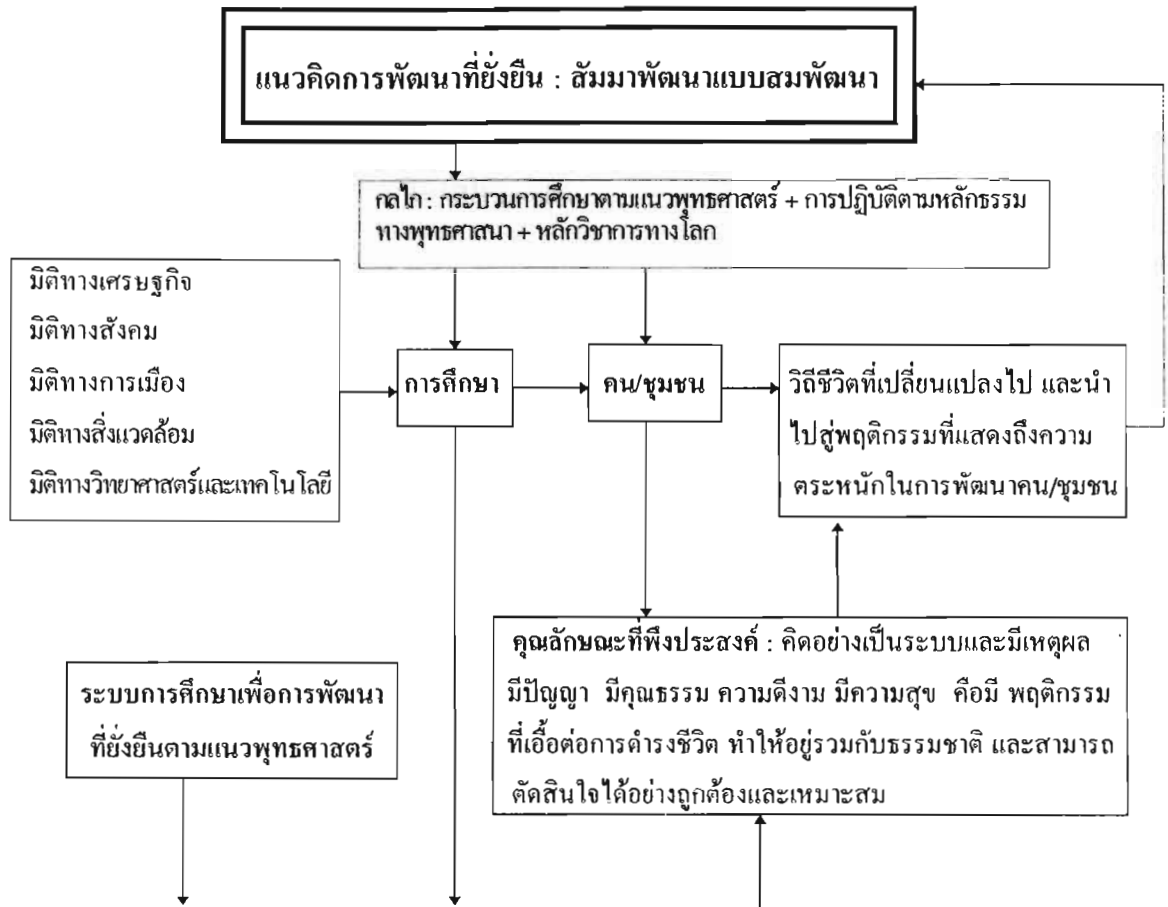 แนวคิดการพัฒนาที่ยั่งยืน : สัมมาพัฒนาแบบสมพัฒนา
กลไก : กระบวนการศึกษาตามแนวพุทธศาสตร์ + การปฏิบัติตามหลักธรรม
ทางพุทธศาสนา + หลักวิชาการทางโลก
มิติทางเศรษฐกิจ
มิติทางสังคม
มิติทางการเมือง
มิติทางสิ่งแวดล้อม
มิติทางวิทยาศาสตร์และเทคโนโลยี
การศึกษา
คน/ชุมชน
วิถีชีวิตที่เปลี่ยนแปลงไป และนำ
ไปสู่พฤติกรรมที่แสดงถึงความ
ตระหนักในการพัฒนาคน/ชุมชน
คุณลักษณะที่พึงประสงค์ : คิดอย่างเป็นระบบและมีเหตุผล
มีปัญญา มีคุณธรรม ความดีงาม มีความสุข คือมี พฤติกรรม
ที่เอื้อต่อการดำรงชีวิต ทำให้อยู่รวมกับธรรมชาติ และสามารถ
ตัดสินใจได้อย่างถูกต้องและเหมาะสม
ระบบการศึกษาเพื่อการพัฒนา
ที่ยั่งยืนตามแนวพุทธศาสตร์